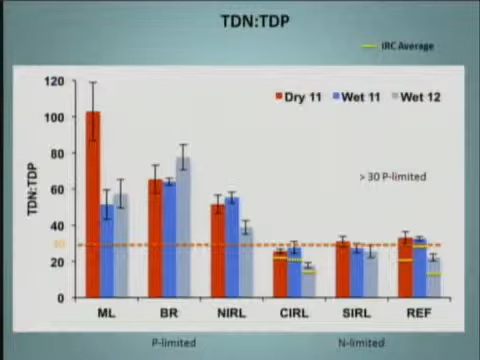 TDN:TDP
IRC Average
120
100
80
60
40
20
0
TDN:TDP
Dry 11 Wet 11 Wet 12
> 30 P-limited
30
ML BR NIRL CIRL SIRL REF
P-limited N-limited